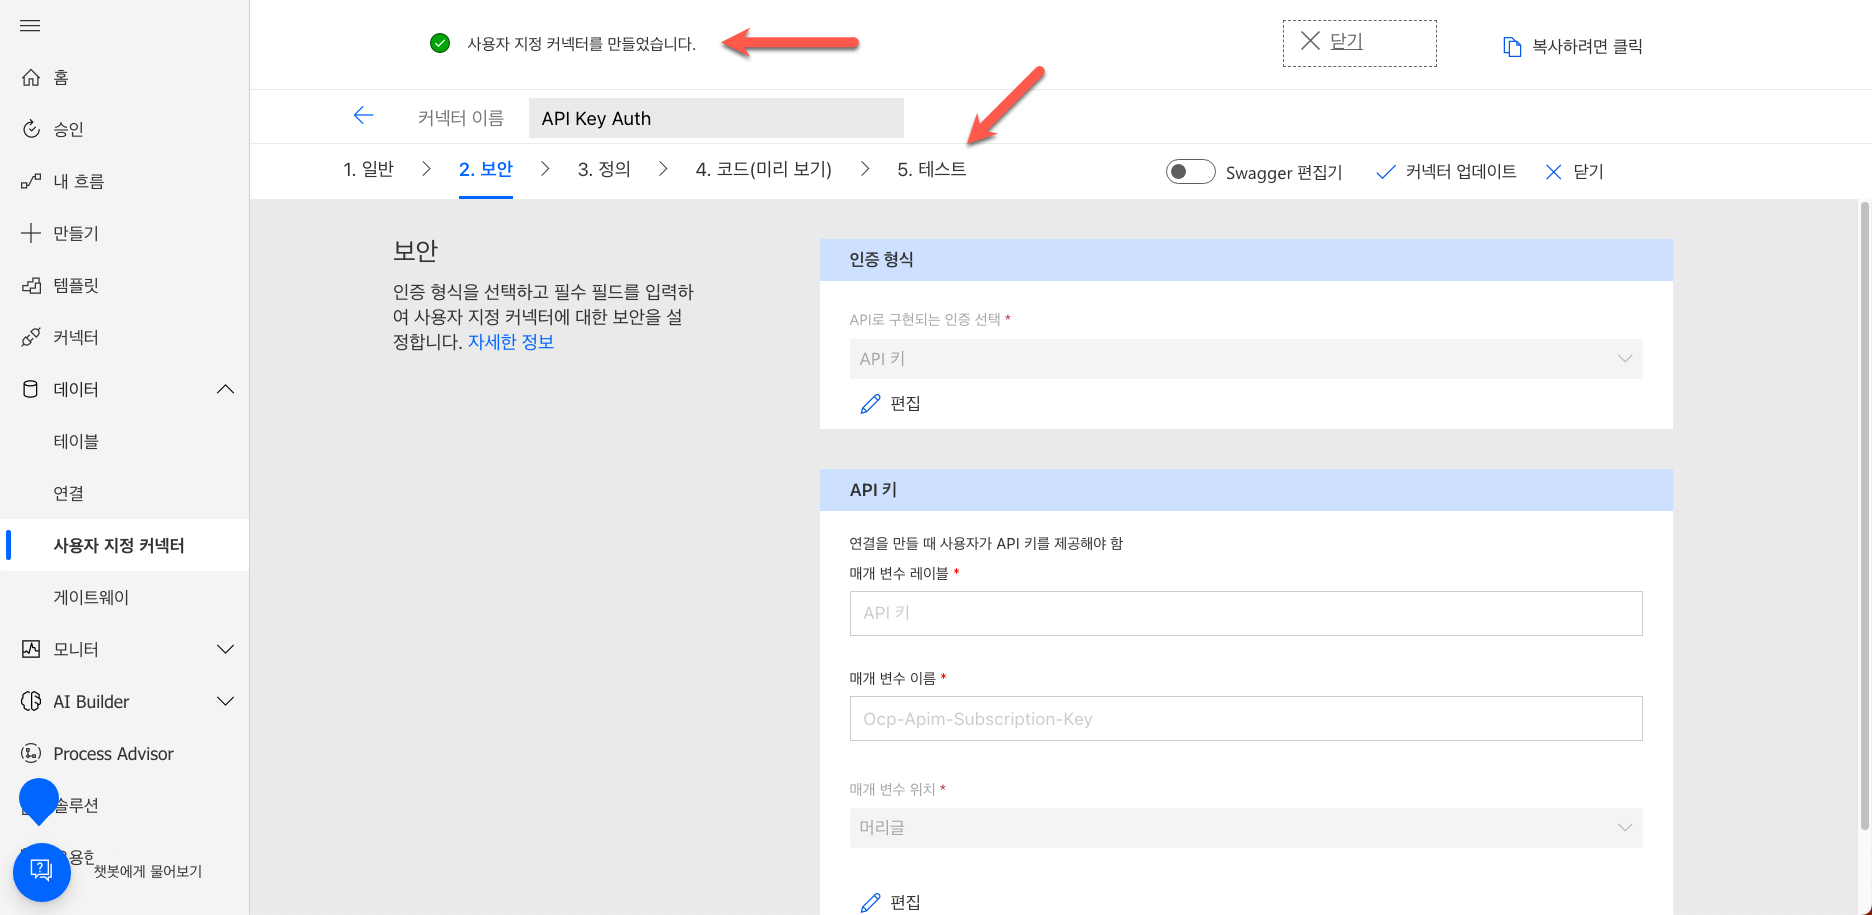 사용자 지정 커넥터를 만들었습니다.
닫기
복사하려면 클릭
커넥터 이름
API Key Auth
1. 일반
2. 보안
3. 정의
4. 코드(미리 보기)
5. 테스트
Swagger 편집기
커넥터 업데이트
닫기
홈
승인
내 흐름
만들기
템플릿
커넥터
데이터
테이블
연결
사용자 지정 커넥터
게이트웨이
모니터
AI Builder
Process Advisor
솔루션
챗봇에게 물어보기
보안
인증 형식을 선택하고 필수 필드를 입력하
여 사용자 지정 커넥터에 대한 보안을 설
정합니다. 자세한 정보
인증 형식
API로 구현되는 인증 선택 *
API 키
편집
API 키
연결을 만들 때 사용자가 API 키를 제공해야 함
매개 변수 레이블 *
API 키
매개 변수 이름 *
Ocp-Apim-Subscription-Key
매개 변수 위치 *
머리글
편집